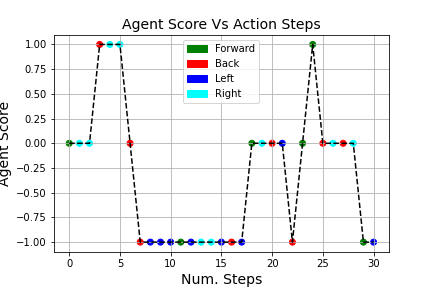 Agent Score Vs Action Steps
Agent Score
1.00
0.75
0.50
0.25
0.00
−0.25
−0.50
−0.75
−1.00
Forward
Back
Left
Right
0 5 10 15 20 25 30
Num. Steps